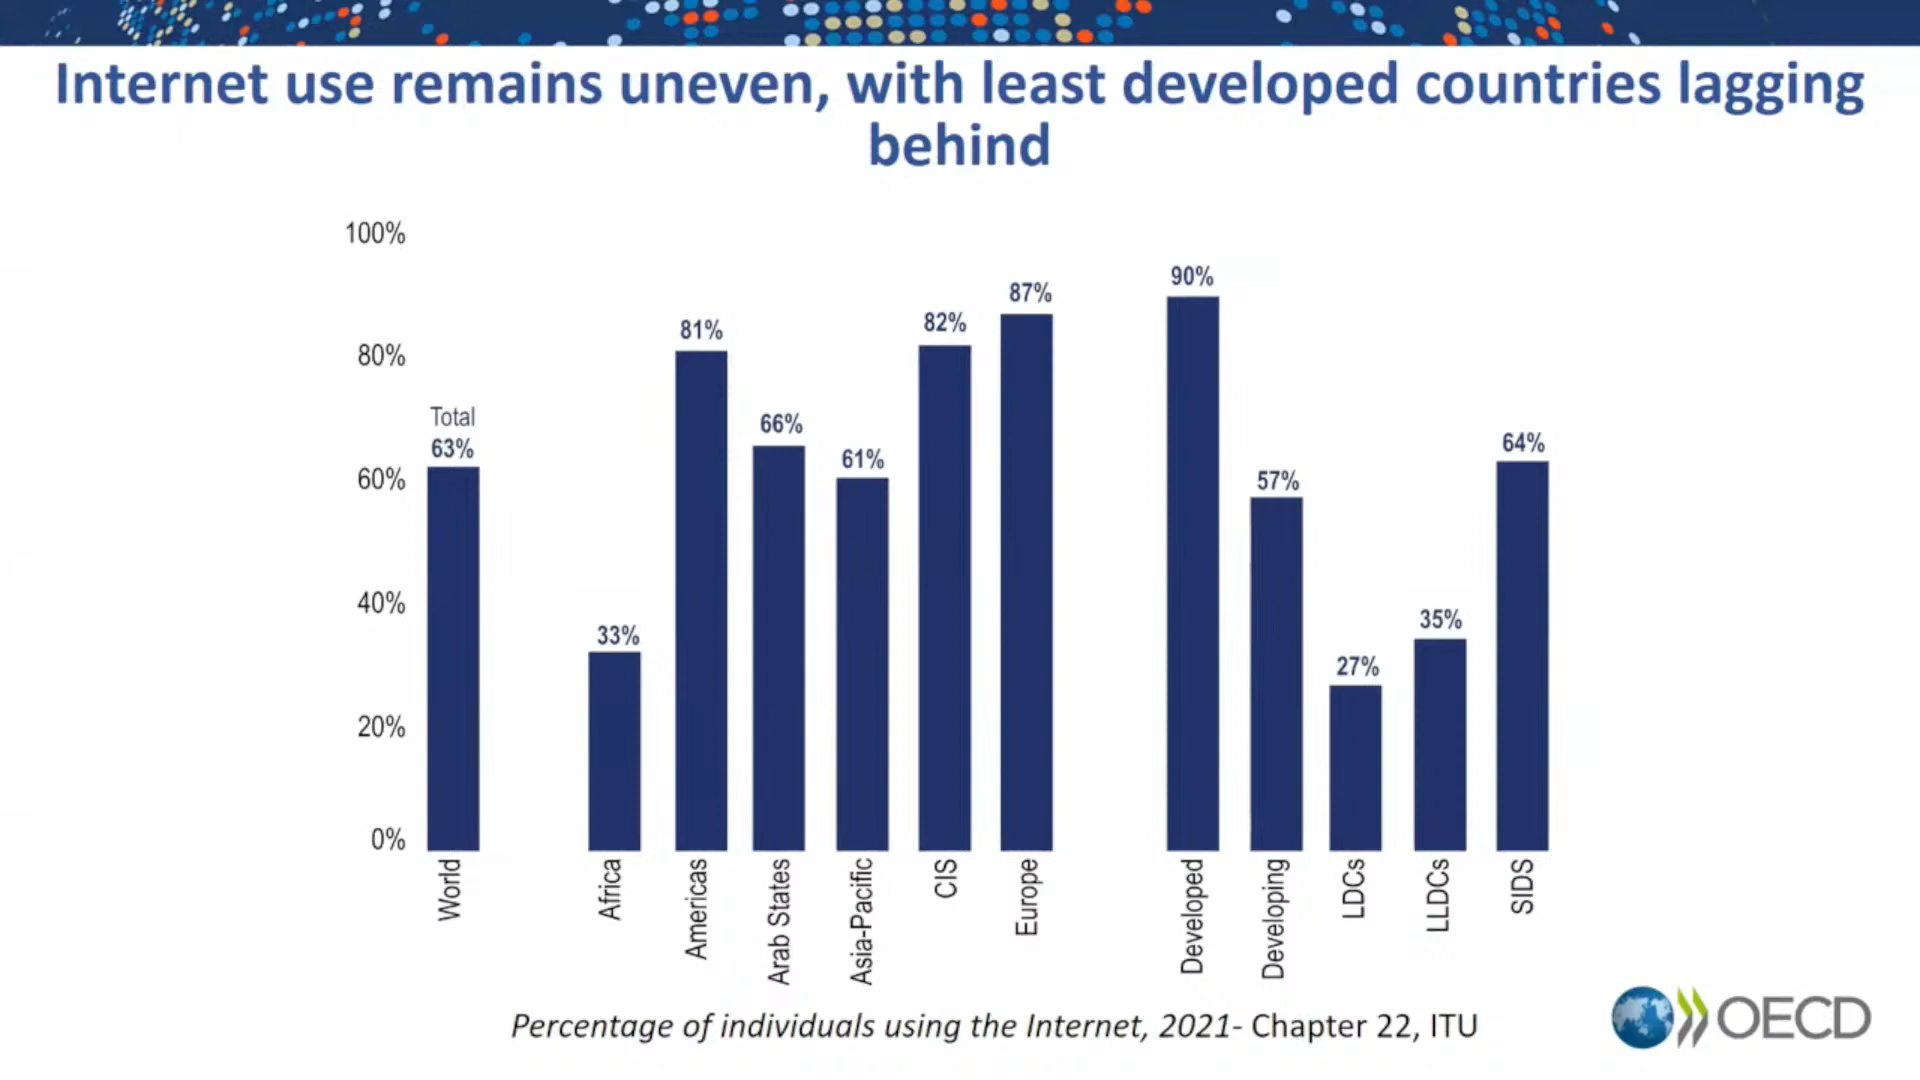 Internet use remains uneven, with least developed countries lagging
behind
100%
80%
60%
40%
20%
0%
Total
63%
33%
81%
66%
61%
82%
87%
90%
57%
27%
35%
64%
World
Africa
Americas
Arab States
Asia-Pacific
CIS
Europe
Developed
Developing
LDCs
LLDCs
SIDS
Percentage of individuals using the Internet, 2021- Chapter 22, ITU
OECD